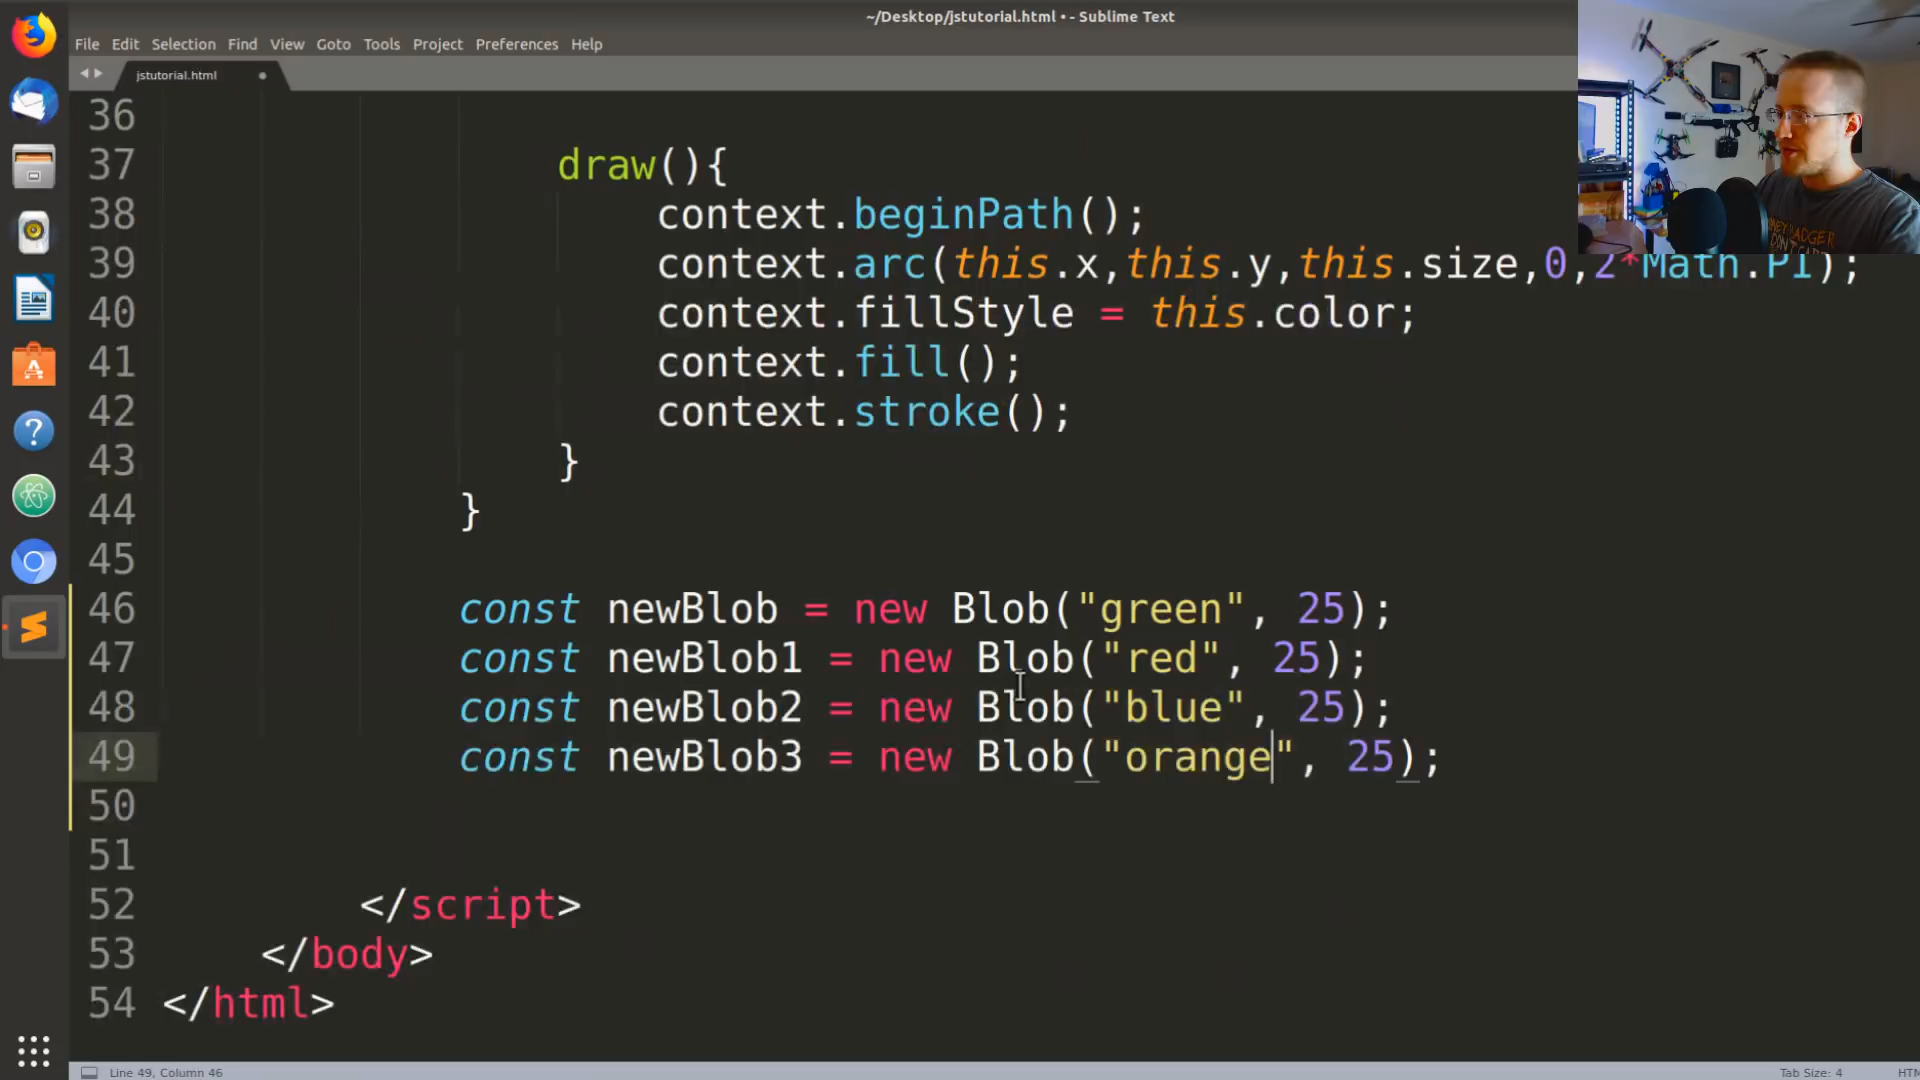 ~/Desktop/jstutorial.html • - Sublime Text
File Edit Selection Find View Goto Tools Project Preferences Help
jstutorial.html
36
37 draw(){
38 context.beginPath();
39 context.arc(this.x,this.y,this.size,0,2*Math.PI);
40 context.fillStyle = this.color;
41 context.fill();
42 context.stroke();
43 }
44 }
45
46 const newBlob = new Blob("green", 25);
47 const newBlob1 = new Blob("red", 25);
48 const newBlob2 = new Blob("blue", 25);
49 const newBlob3 = new Blob("orange", 25);
50
51
52 </script>
53 </body>
54 </html>
Line 49, Column 46
Tab Size: 4